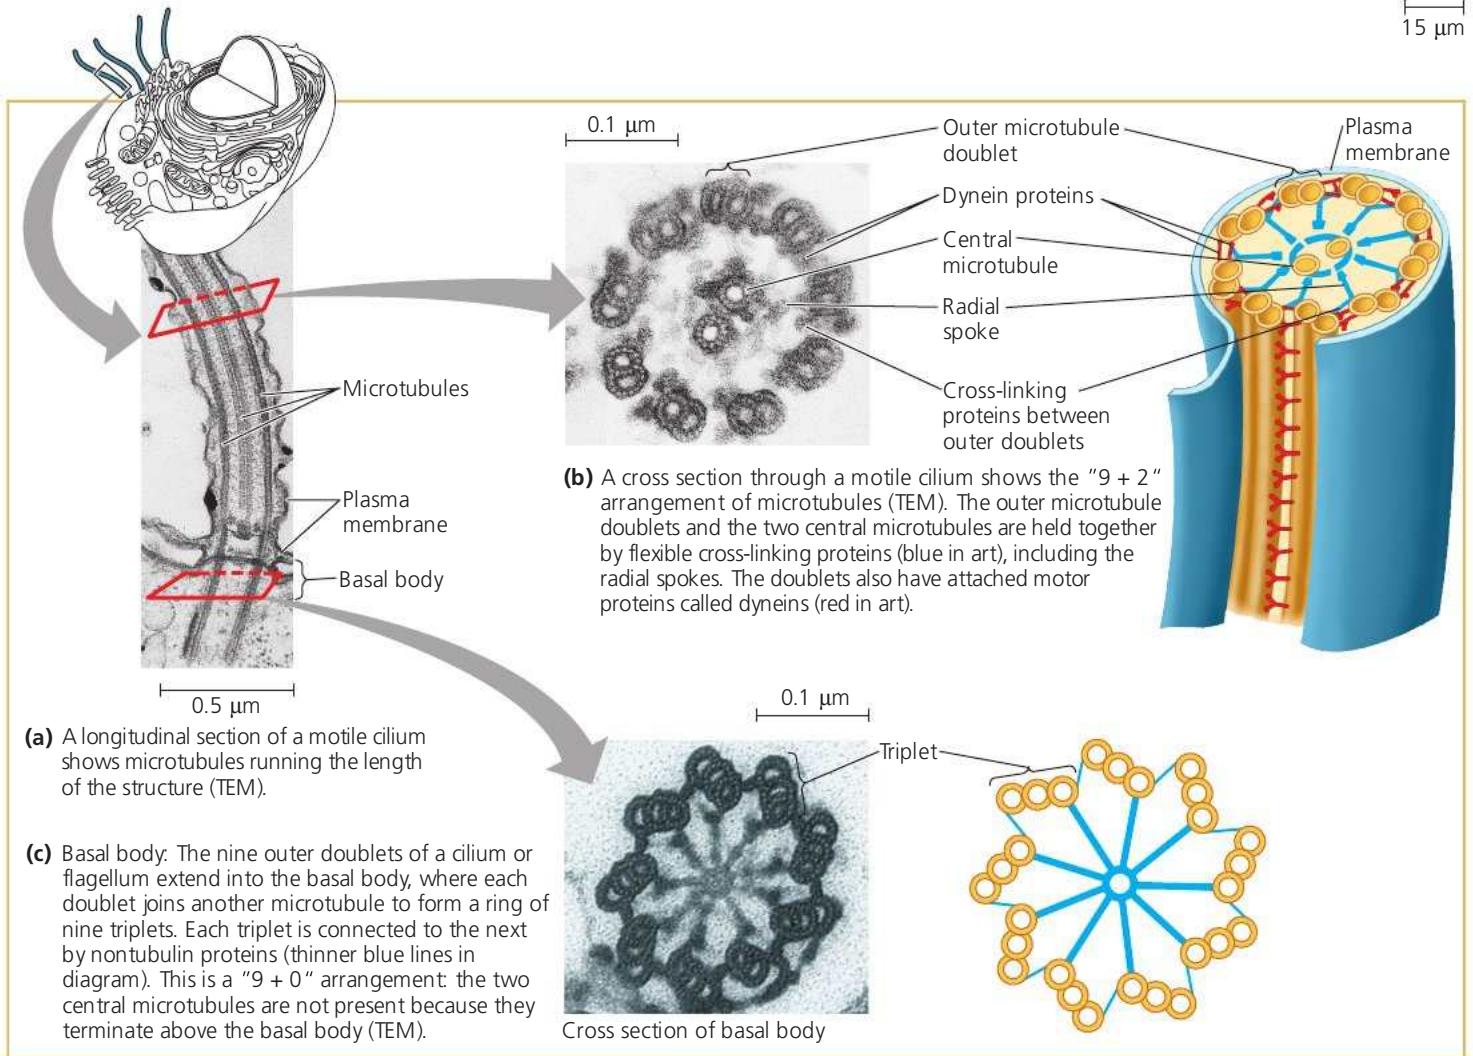 15 μm
0.1 μm
Outer microtubule
doublet
Plasma
membrane
Dynein proteins
Central
microtubule
Radial
spoke
Microtubules
Cross-linking
proteins between
outer doublets
(b) A cross section through a motile cilium shows the "9 + 2"
arrangement of microtubules (TEM). The outer microtubule
doublets and the two central microtubules are held together
by flexible cross-linking proteins (blue in art), including the
radial spokes. The doublets also have attached motor
proteins called dyneins (red in art).
Plasma
membrane
Basal body
0.5 μm
(a) A longitudinal section of a motile cilium
shows microtubules running the length
of the structure (TEM).
0.1 μm
Triplet
(c) Basal body: The nine outer doublets of a cilium or
flagellum extend into the basal body, where each
doublet joins another microtubule to form a ring of
nine triplets. Each triplet is connected to the next
by nontubulin proteins (thinner blue lines in
diagram). This is a "9 + 0" arrangement: the two
central microtubules are not present because they
terminate above the basal body (TEM).
Cross section of basal body